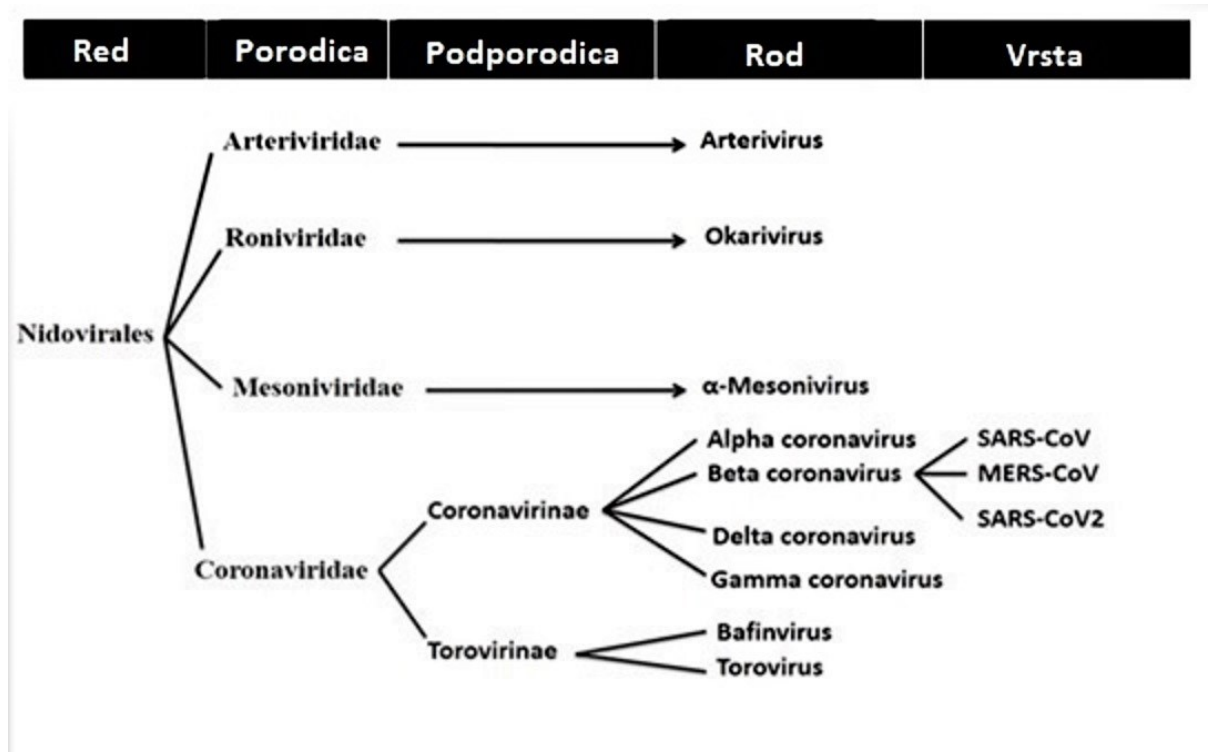 Red Porodica Podporodica Rod Vrsta
Arteriviridae Arterivirus
Roniviridae Okarivirus
Nidovirales
Mesoniviridae α-Mesonivirus
Alpha coronavirus SARS-CoV
Beta coronavirus MERS-CoV
Coronavirinae SARS-CoV2
Delta coronavirus
Coronaviridae Gamma coronavirus
Bafinvirus
Torovirinae Torovirus